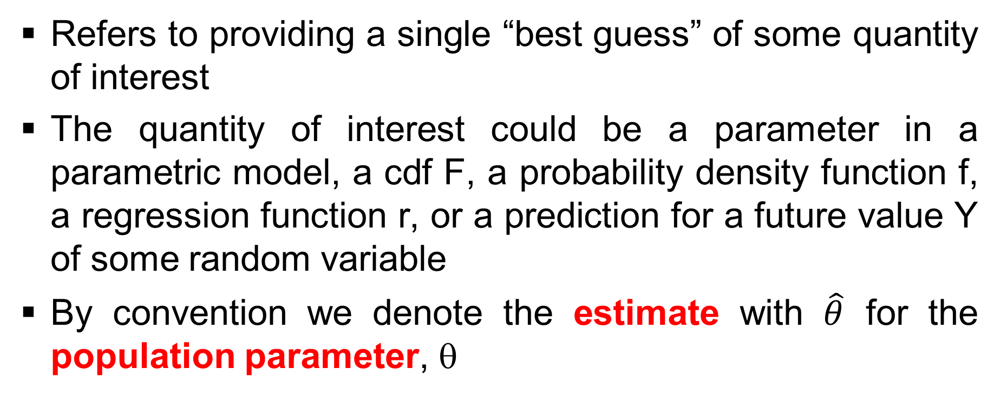 ▪ Refers to providing a single “best guess” of some quantity
of interest
▪ The quantity of interest could be a parameter in a
parametric model, a cdf F, a probability density function f,
a regression function r, or a prediction for a future value Y
of some random variable
▪ By convention we denote the estimate with θ̂ for the
population parameter, θ